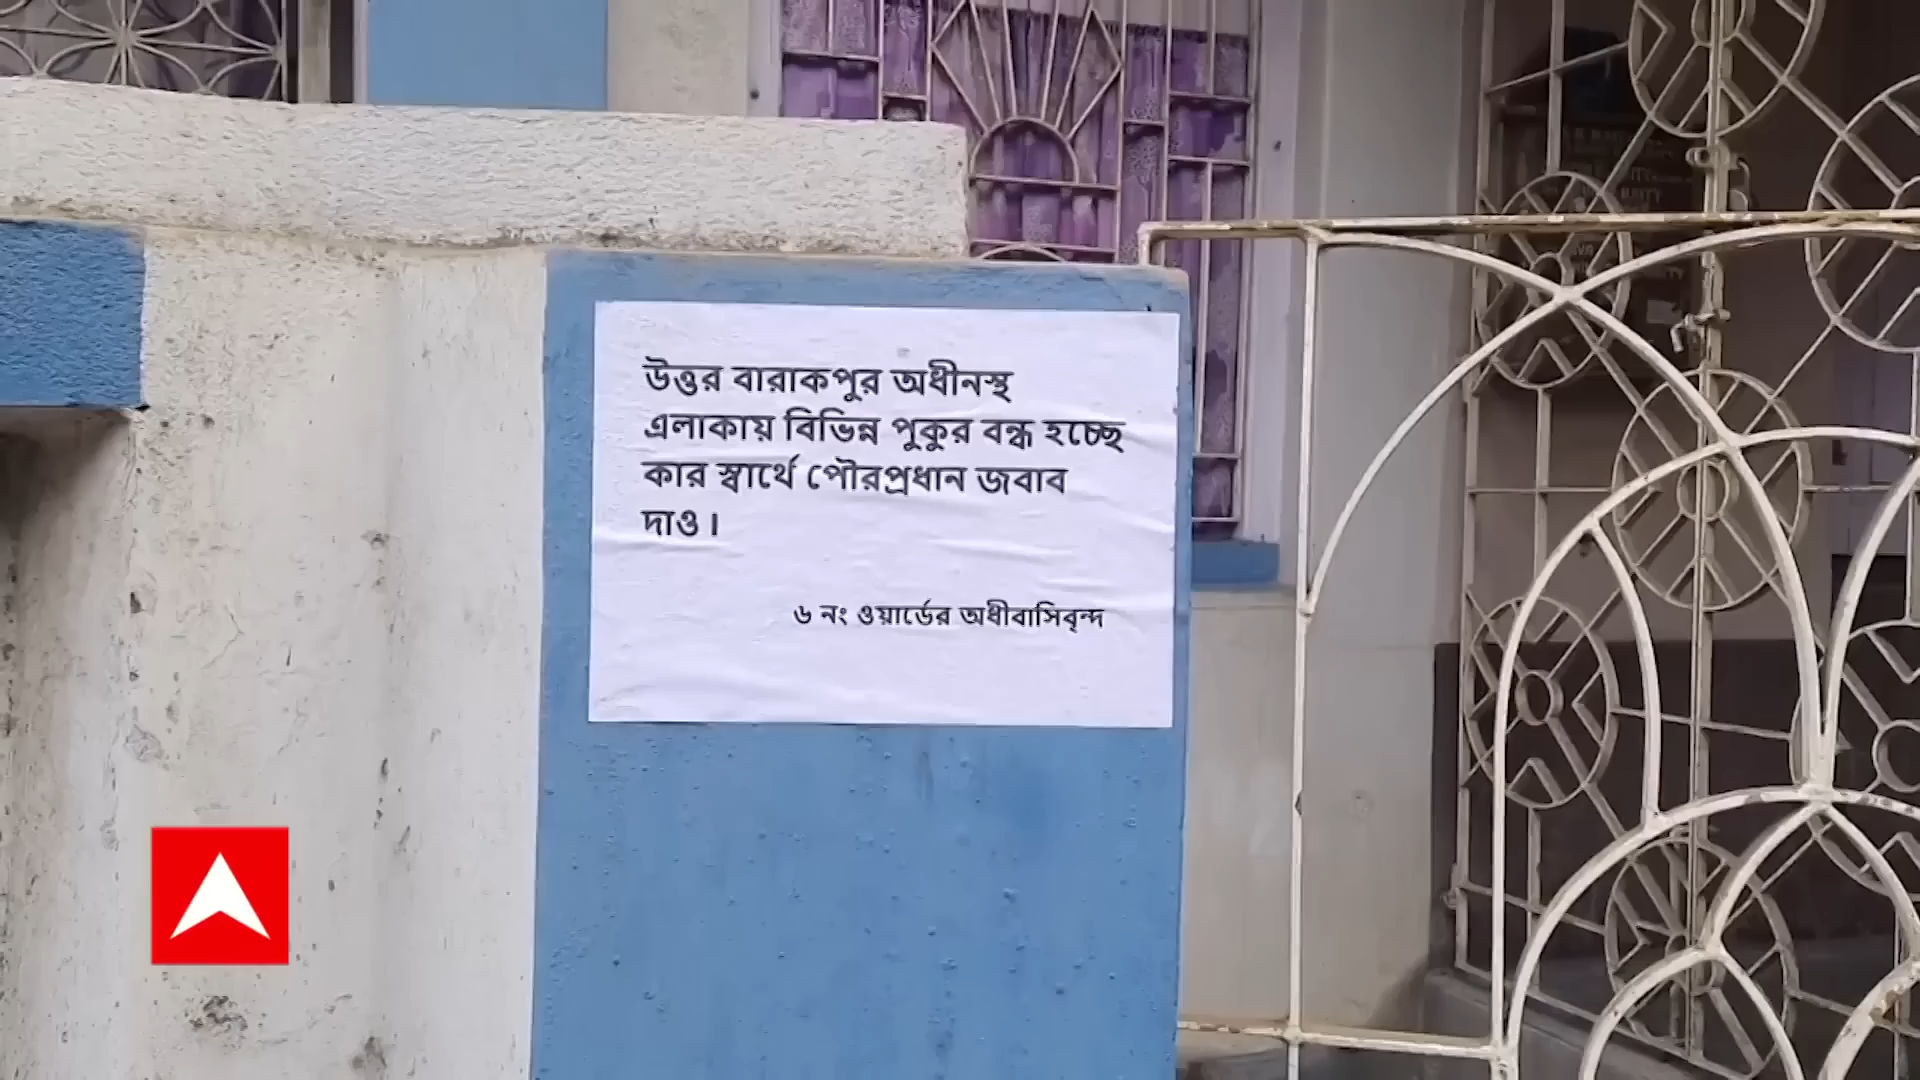 উত্তর বারাকপুর অধীনস্থ
এলাকায় বিভিন্ন পুকুর বন্ধ হচ্ছে
কার স্বার্থে পৌরপ্রধান জবাব
দাও।
৬ নং ওয়ার্ডের অধীবাসিবৃন্দ